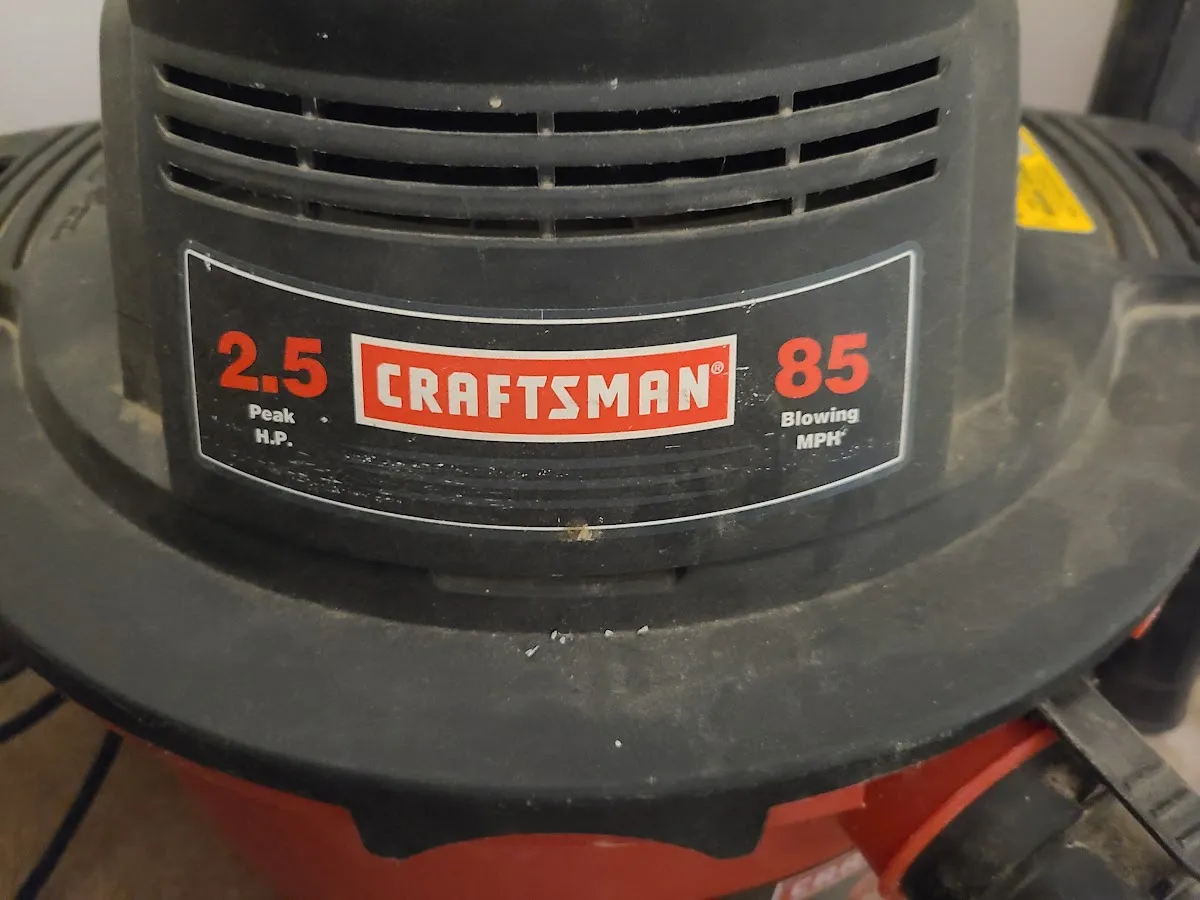 2.5
Peak
H.P.
CRAFTSMAN®
85
Blowing
MPH